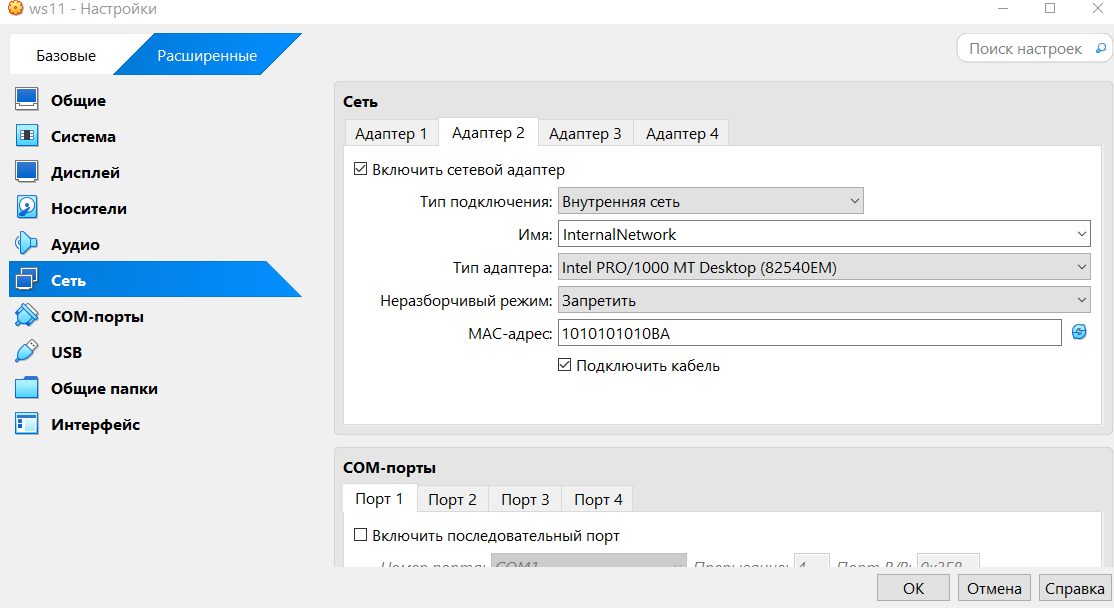 ws11 - Настройки
Базовые
Расширенные
Поиск настроек
Общие
Система
Дисплей
Носители
Аудио
Сеть
COM-порты
USB
Общие папки
Интерфейс
Сеть
Адаптер 1 Адаптер 2 Адаптер 3 Адаптер 4
Включить сетевой адаптер
Тип подключения: Внутренняя сеть
Имя: InternalNetwork
Тип адаптера: Intel PRO/1000 MT Desktop (82540EM)
Неразборчивый режим: Запретить
MAC-адрес: 1010101010BA
Подключить кабель
COM-порты
Порт 1 Порт 2 Порт 3 Порт 4
Включить последовательный порт
Номер порта: COM1 Прерывание: 4 Порт В/В: 0x3F8
OK Отмена Справка